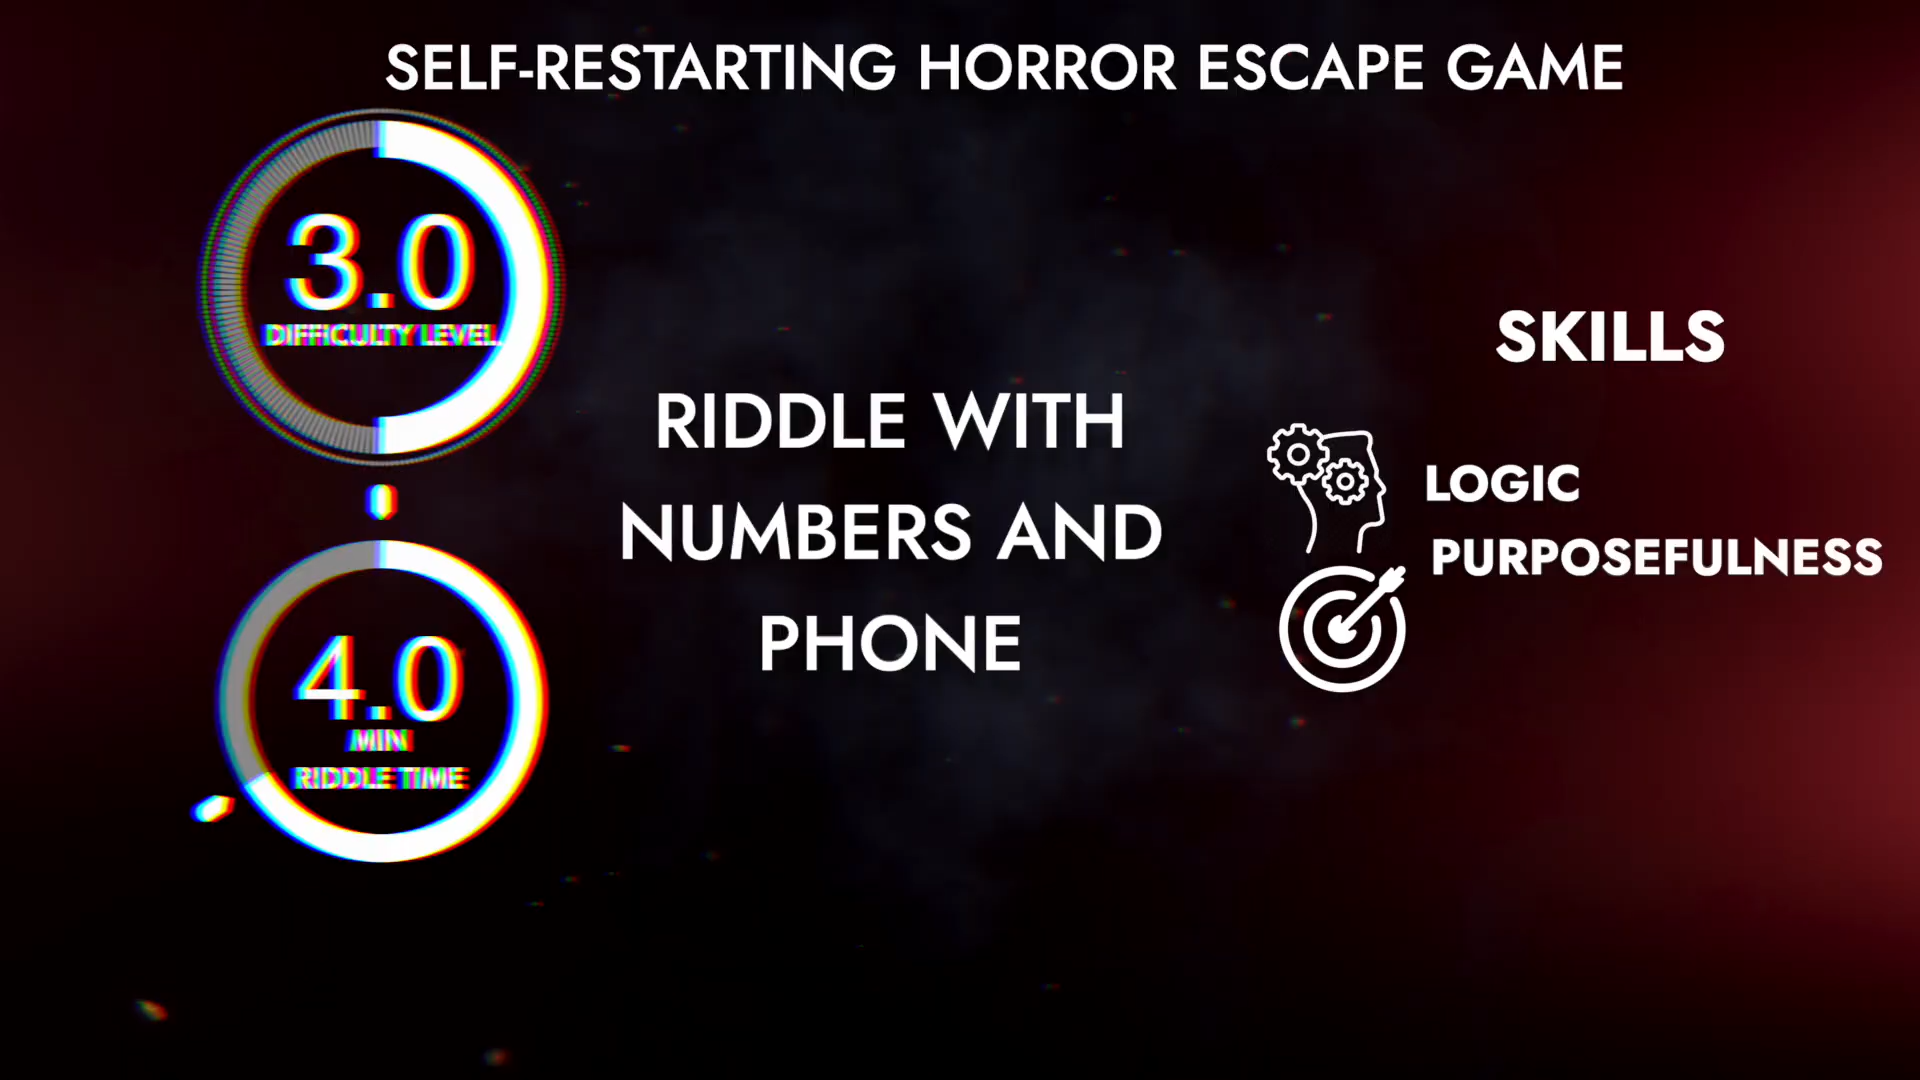 SELF-RESTARTING HORROR ESCAPE GAME
3.0
DIFFICULTY LEVEL
4.0
MIN
RIDDLE TIME
RIDDLE WITH
NUMBERS AND
PHONE
SKILLS
LOGIC
PURPOSEFULNESS